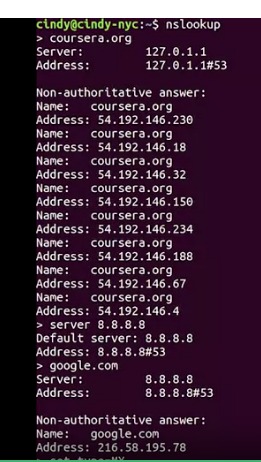 cindy@cindy-nyc:~$ nslookup
> coursera.org
Server: 127.0.1.1
Address: 127.0.1.1#53
Non-authoritative answer:
Name: coursera.org
Address: 54.192.146.230
Name: coursera.org
Address: 54.192.146.18
Name: coursera.org
Address: 54.192.146.32
Name: coursera.org
Address: 54.192.146.150
Name: coursera.org
Address: 54.192.146.234
Name: coursera.org
Address: 54.192.146.188
Name: coursera.org
Address: 54.192.146.67
Name: coursera.org
Address: 54.192.146.4
> server 8.8.8.8
Default server: 8.8.8.8
Address: 8.8.8.8#53
> google.com
Server: 8.8.8.8
Address: 8.8.8.8#53
Non-authoritative answer:
Name: google.com
Address: 216.58.195.78